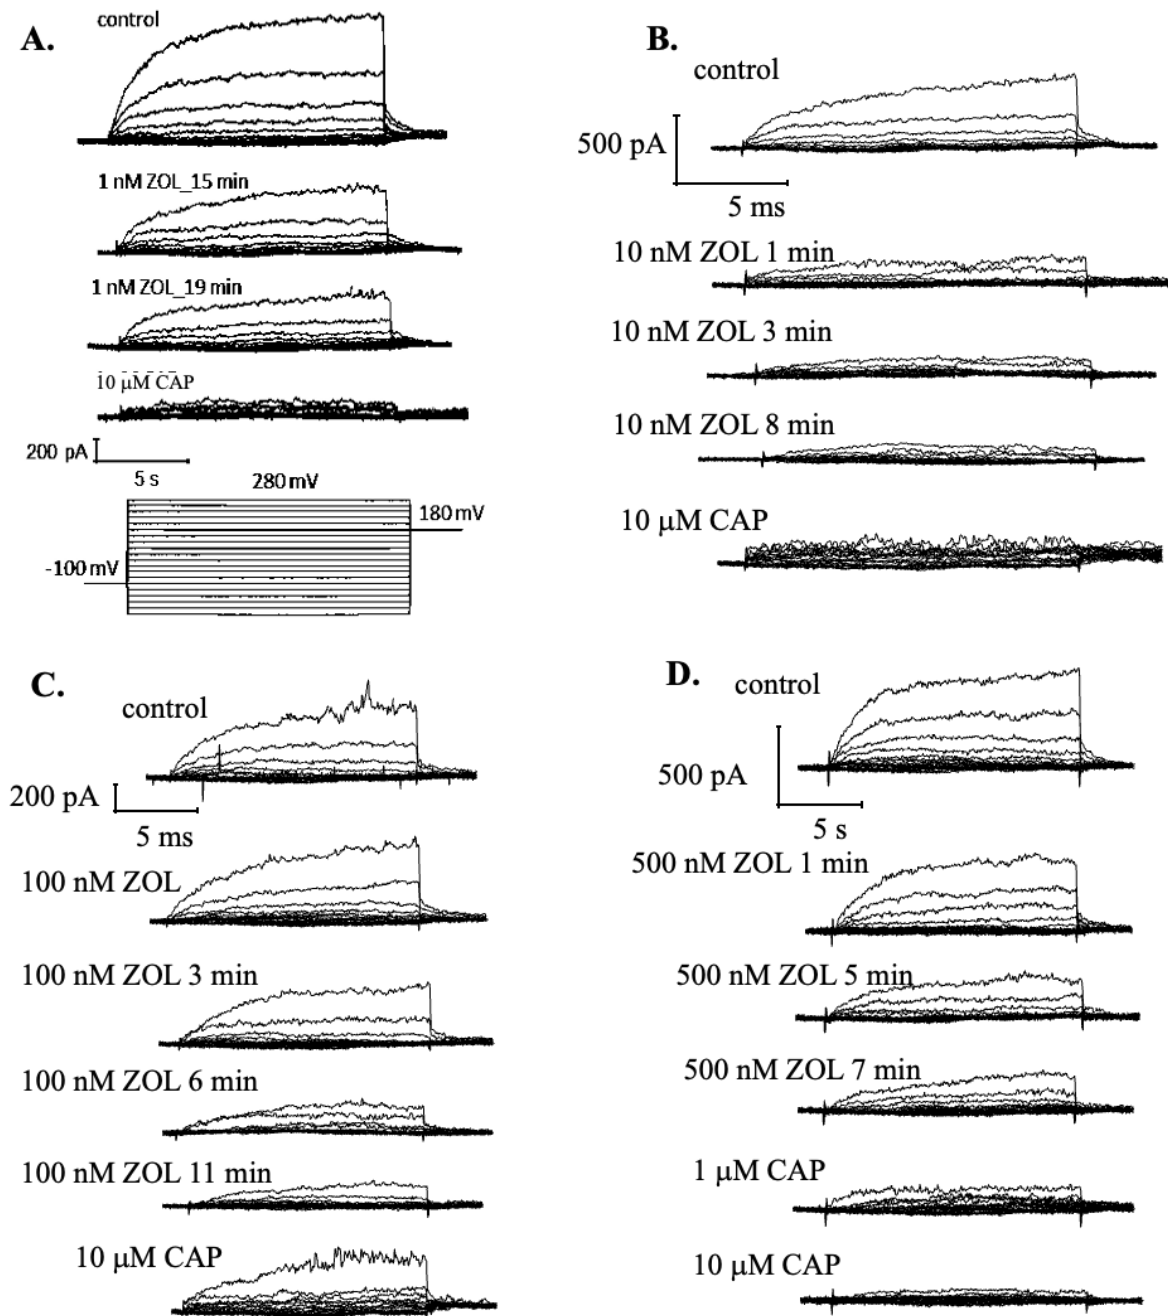 A.
control
1 nM ZOL_15 min
1 nM ZOL_19 min
10 μM CAP
200 pA
5 s
280 mV
180 mV
-100 mV
B.
control
500 pA
5 ms
10 nM ZOL 1 min
10 nM ZOL 3 min
10 nM ZOL 8 min
10 μM CAP
C.
control
200 pA
5 ms
100 nM ZOL
100 nM ZOL 3 min
100 nM ZOL 6 min
100 nM ZOL 11 min
10 μM CAP
D.
control
500 pA
5 s
500 nM ZOL 1 min
500 nM ZOL 5 min
500 nM ZOL 7 min
1 μM CAP
10 μM CAP